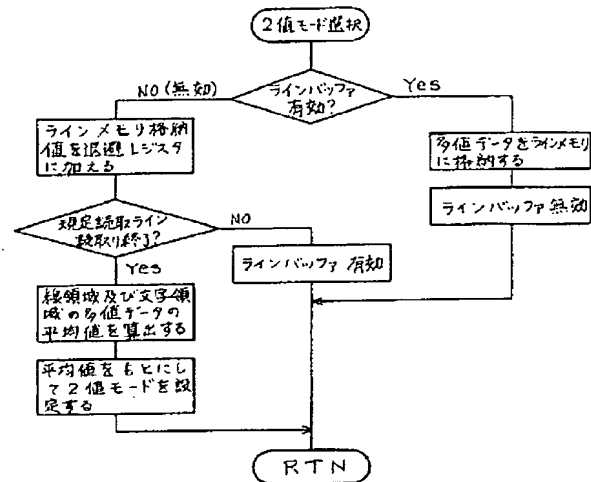 2値モード選択
ラインバッファ
有効?
NO(無効)
Yes
ラインメモリ格納
値を退避レジスタ
に加える
多値データをラインメモリ
に格納する
ラインバッファ無効
規定読取ライン
読取り終了?
NO
Yes
ラインバッファ有効
線領域及び文字領
域の多値データの
平均値を算出する
平均値をもとにし
て2値モードを設
定する
RTN